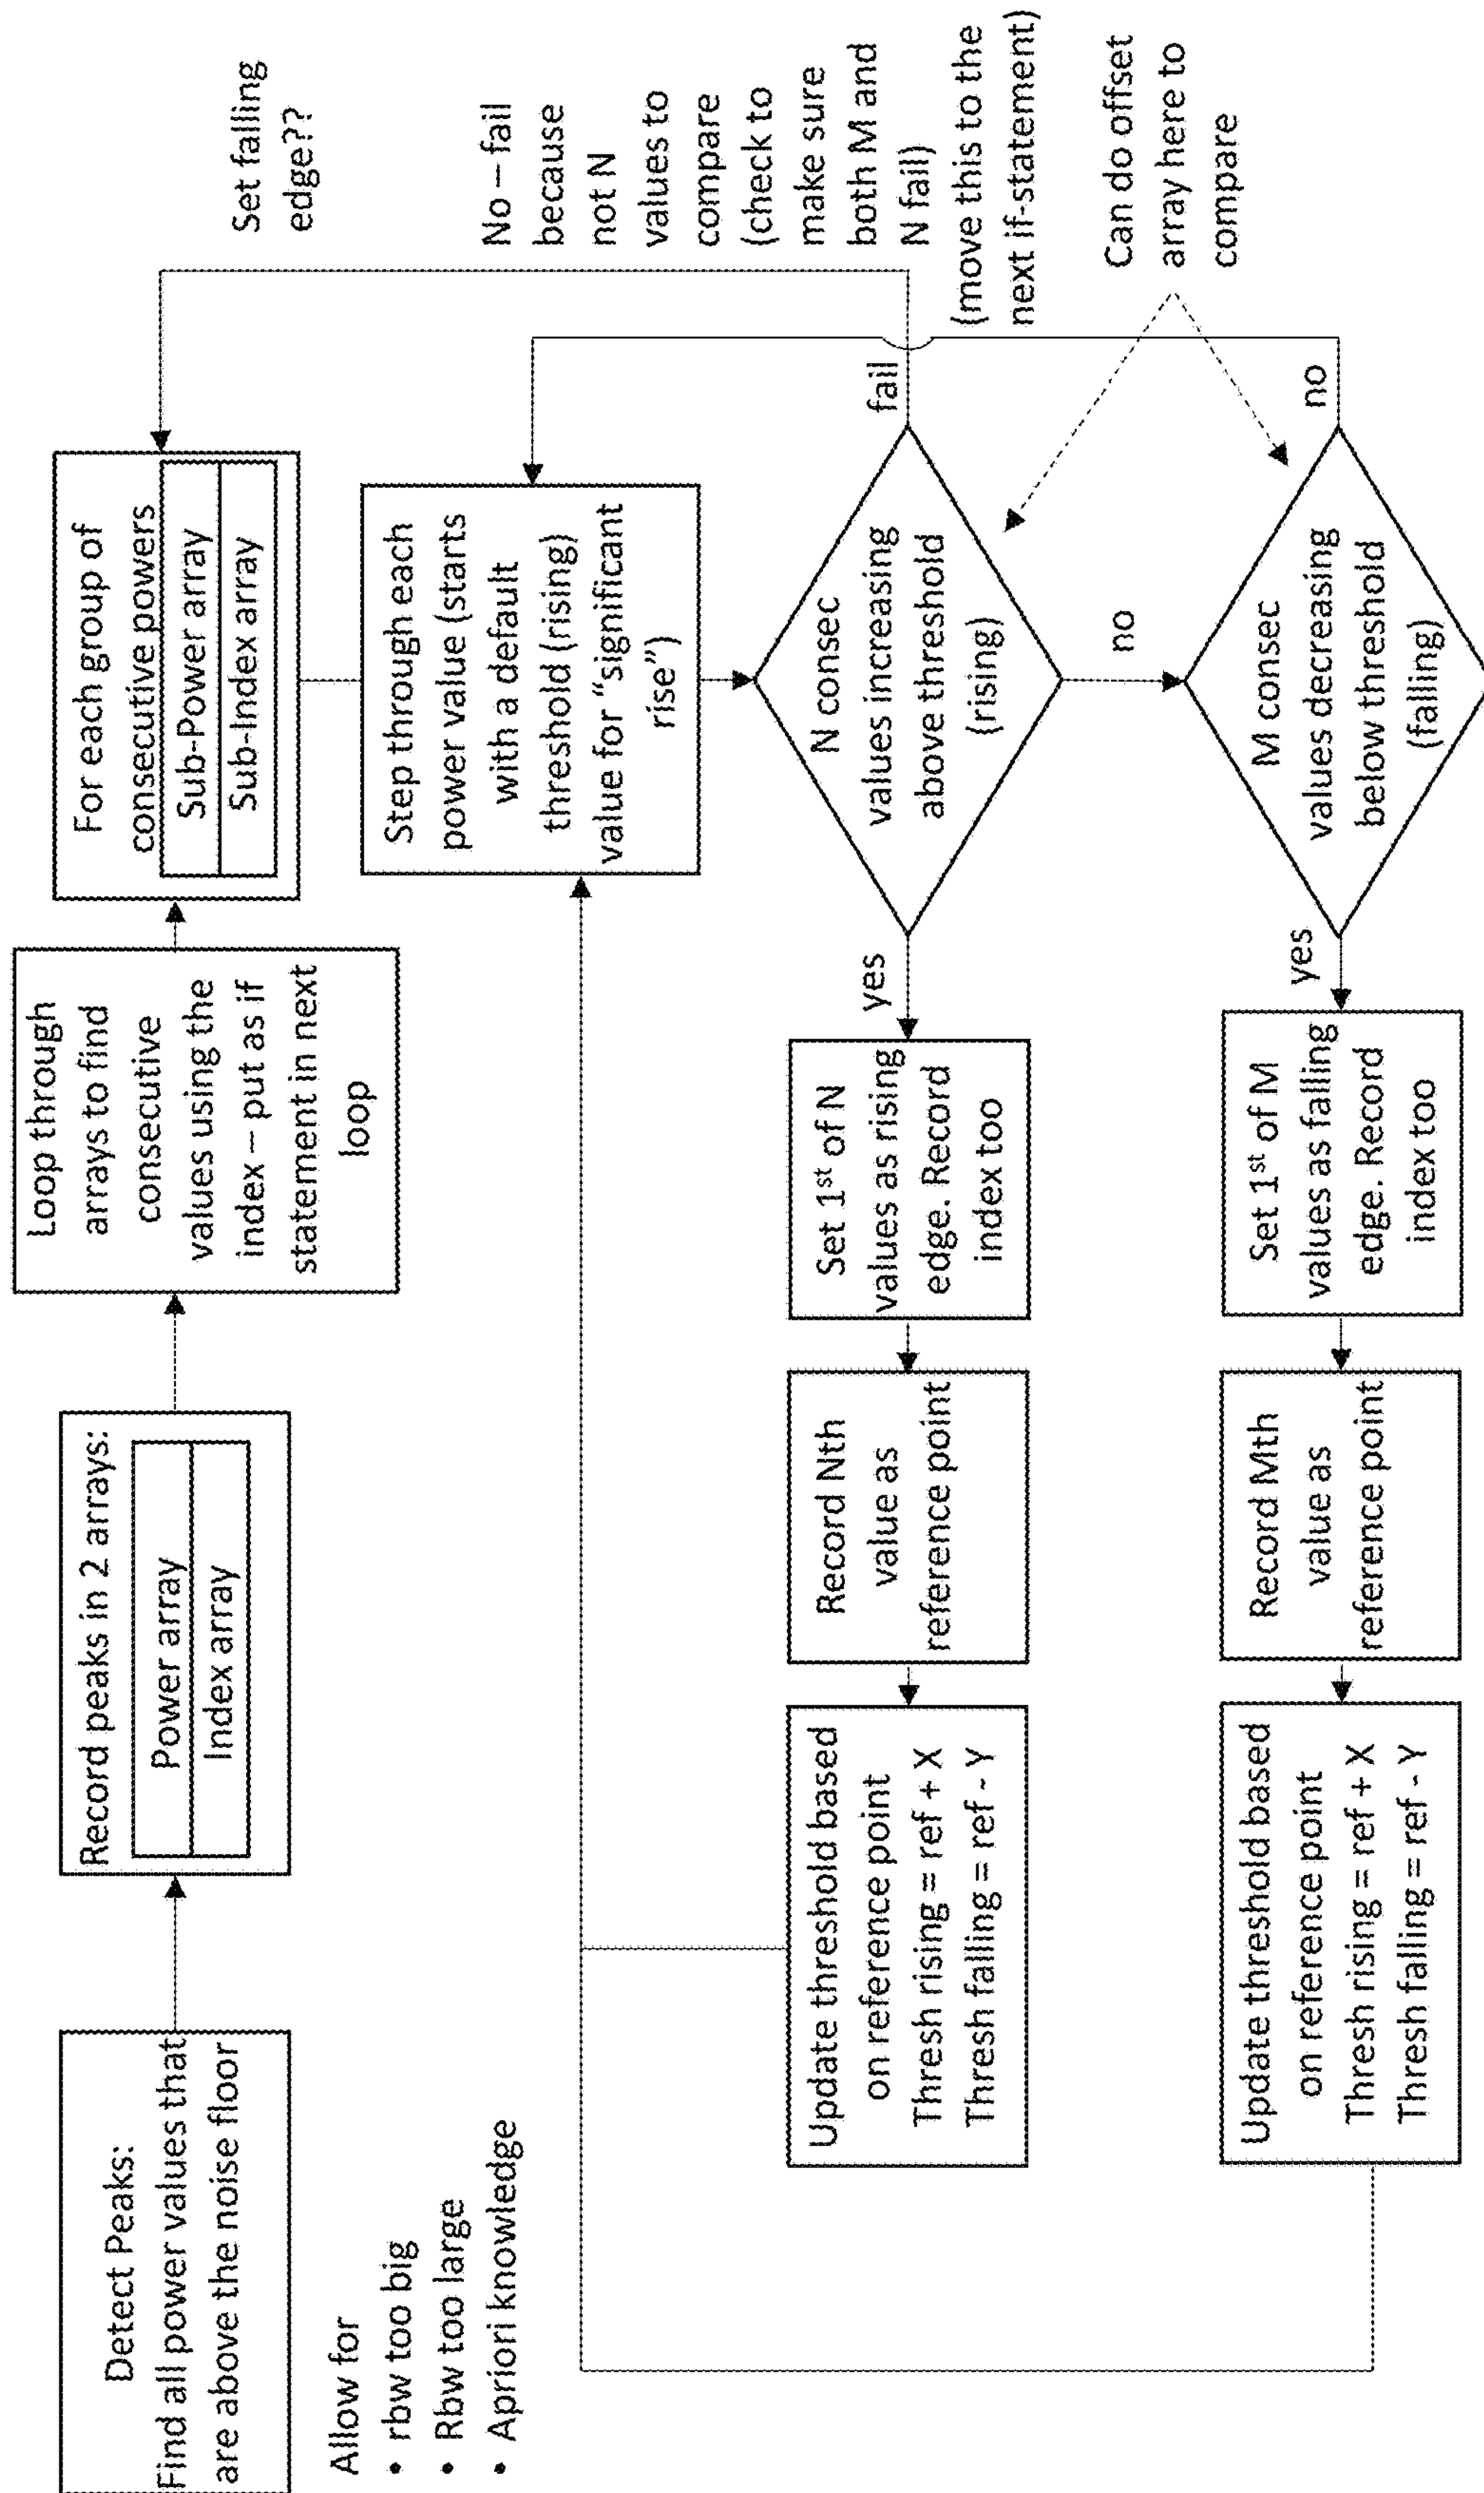 Detect Peaks:
Find all power values that
are above the noise floor
Allow for
• rbw too big
• Rbw too large
• Apriori knowledge
Record peaks in 2 arrays:
Power array
Index array
Loop through
arrays to find
consecutive
values using the
index – put as if
statement in next
loop
For each group of
consecutive powers
Sub-Power array
Sub-Index array
Set falling
edge??
Step through each
power value (starts
with a default
threshold (rising)
value for "significant
rise")
No – fail
because
not N
values to
compare
(check to
make sure
both M and
N fail)
(move this to the
next if-statement)
Can do offset
array here to
compare
N consec
values increasing
above threshold
(rising)
fail
yes
no
Set 1st of N
values as rising
edge. Record
index too
Record Nth
value as
reference point
Update threshold based
on reference point
Thresh rising = ref + X
Thresh falling = ref - Y
M consec
values decreasing
below threshold
(falling)
no
yes
Set 1st of M
values as falling
edge. Record
index too
Record Mth
value as
reference point
Update threshold based
on reference point
Thresh rising = ref + X
Thresh falling = ref - Y